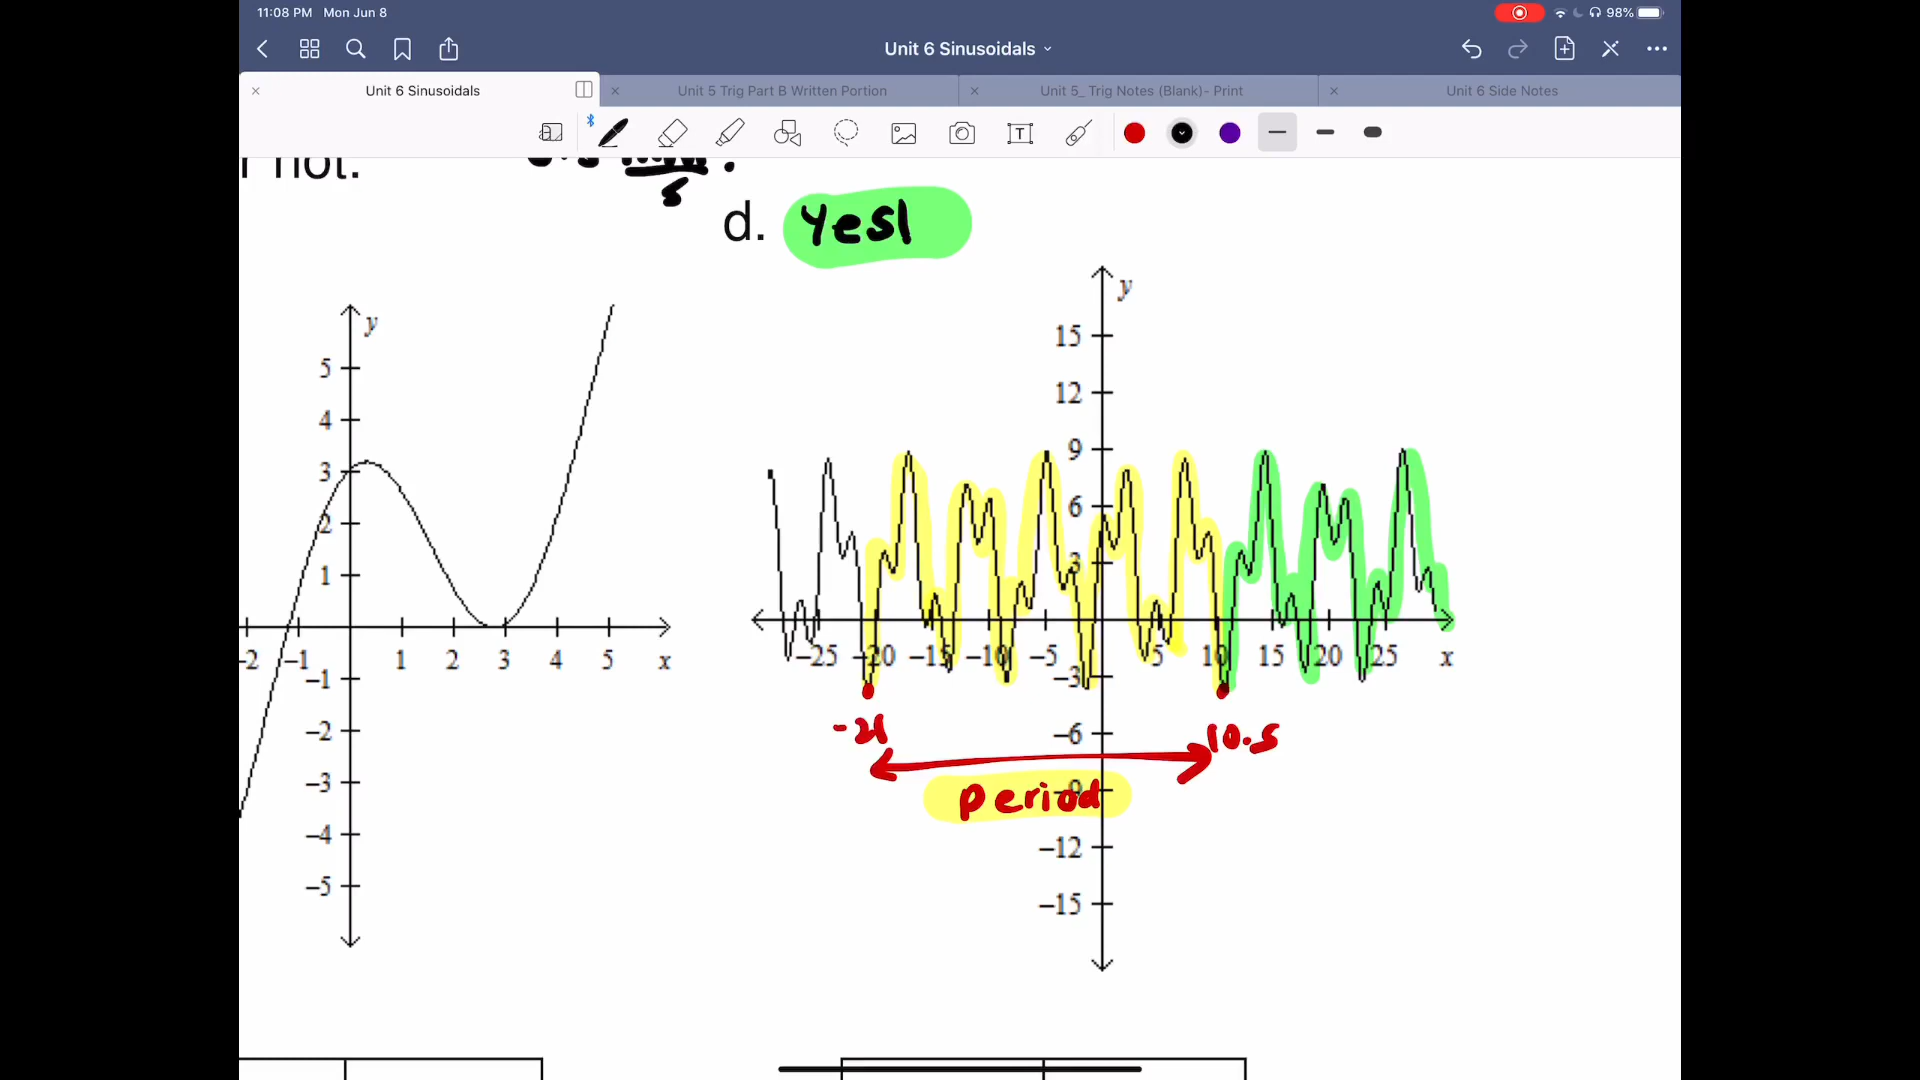 11:08 PM Mon Jun 8
98%
Unit 6 Sinusoidals
Unit 6 Sinusoidals
Unit 5 Trig Part B Written Portion
Unit 5_ Trig Notes (Blank)- Print
Unit 6 Side Notes
T
not.
s
d. Yes!
y
5
4
3
2
1
-2 -1 1 2 3 4 5 x
-1
-2
-3
-4
-5
y
15
12
9
6
3
-25 -20 -15 -10 -5 5 10 15 20 25 x
-3
-6
-9
-12
-15
-21
10.5
period